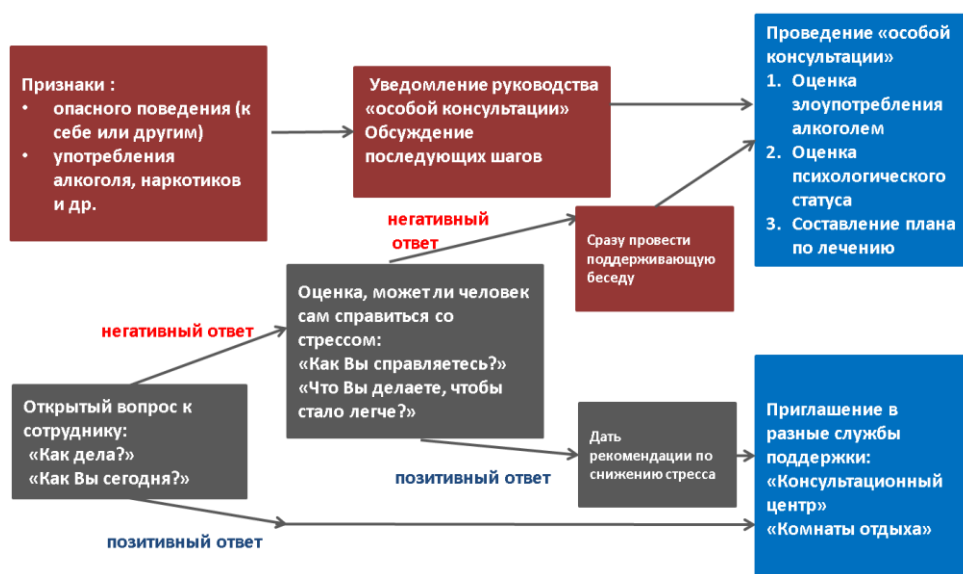 Признаки :
• опасного поведения (к
себе или другим)
• употребления
алкоголя, наркотиков
и др.
Уведомление руководства
«особой консультации»
Обсуждение
последующих шагов
Проведение «особой
консультации»
1. Оценка
злоупотребления
алкоголем
2. Оценка
психологического
статуса
3. Составление плана
по лечению
негативный
ответ
Сразу провести
поддерживающую
беседу
негативный ответ
Оценка, может ли человек
сам справиться со
стрессом:
«Как Вы справляетесь?»
«Что Вы делаете, чтобы
стало легче?»
Открытый вопрос к
сотруднику:
«Как дела?»
«Как Вы сегодня?»
позитивный ответ
Дать
рекомендации по
снижению стресса
Приглашение в
разные службы
поддержки:
«Консультационный
центр»
«Комнаты отдыха»
позитивный ответ